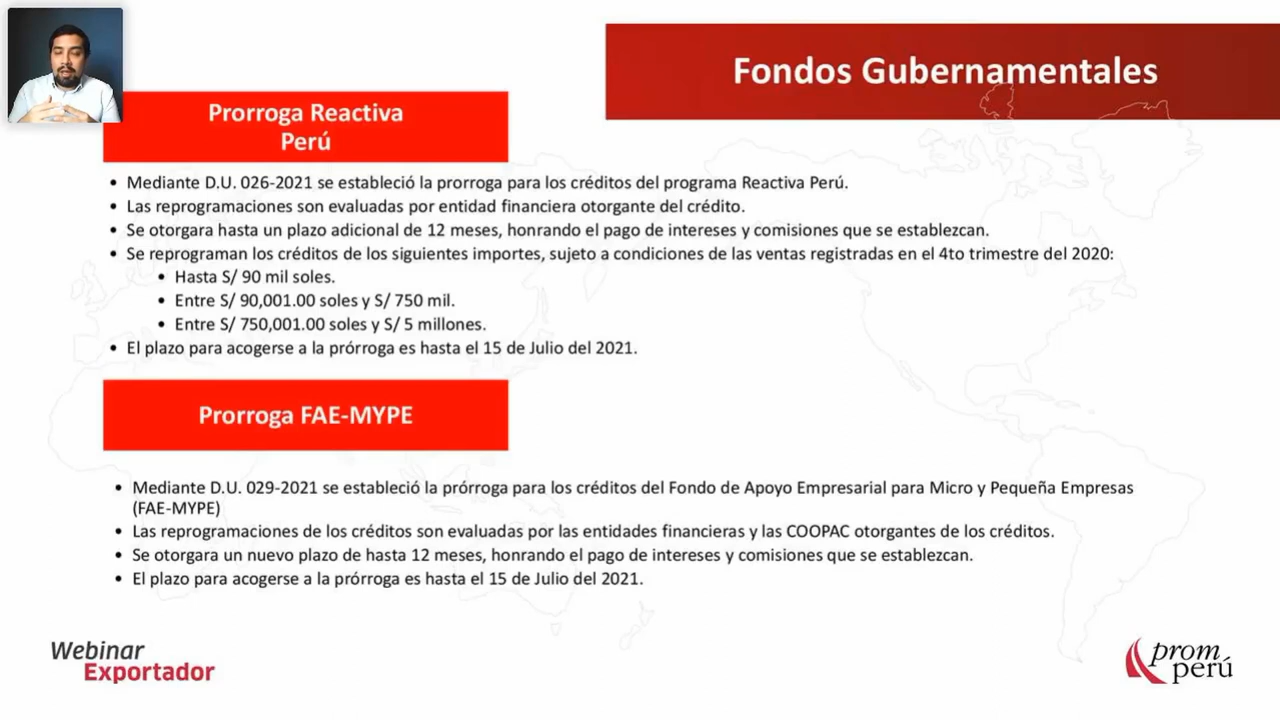 Fondos Gubernamentales
Prorroga Reactiva
Perú
• Mediante D.U. 026-2021 se estableció la prorroga para los créditos del programa Reactiva Perú.
• Las reprogramaciones son evaluadas por entidad financiera otorgante del crédito.
• Se otorgara hasta un plazo adicional de 12 meses, honrando el pago de intereses y comisiones que se establezcan.
• Se reprograman los créditos de los siguientes importes, sujeto a condiciones de las ventas registradas en el 4to trimestre del 2020:
• Hasta S/ 90 mil soles.
• Entre S/ 90,001.00 soles y S/ 750 mil.
• Entre S/ 750,001.00 soles y S/ 5 millones.
• El plazo para acogerse a la prórroga es hasta el 15 de Julio del 2021.
Prorroga FAE-MYPE
• Mediante D.U. 029-2021 se estableció la prórroga para los créditos del Fondo de Apoyo Empresarial para Micro y Pequeña Empresas
(FAE-MYPE)
• Las reprogramaciones de los créditos son evaluadas por las entidades financieras y las COOPAC otorgantes de los créditos.
• Se otorgara un nuevo plazo de hasta 12 meses, honrando el pago de intereses y comisiones que se establezcan.
• El plazo para acogerse a la prórroga es hasta el 15 de Julio del 2021.
Webinar
Exportador
prom
perú